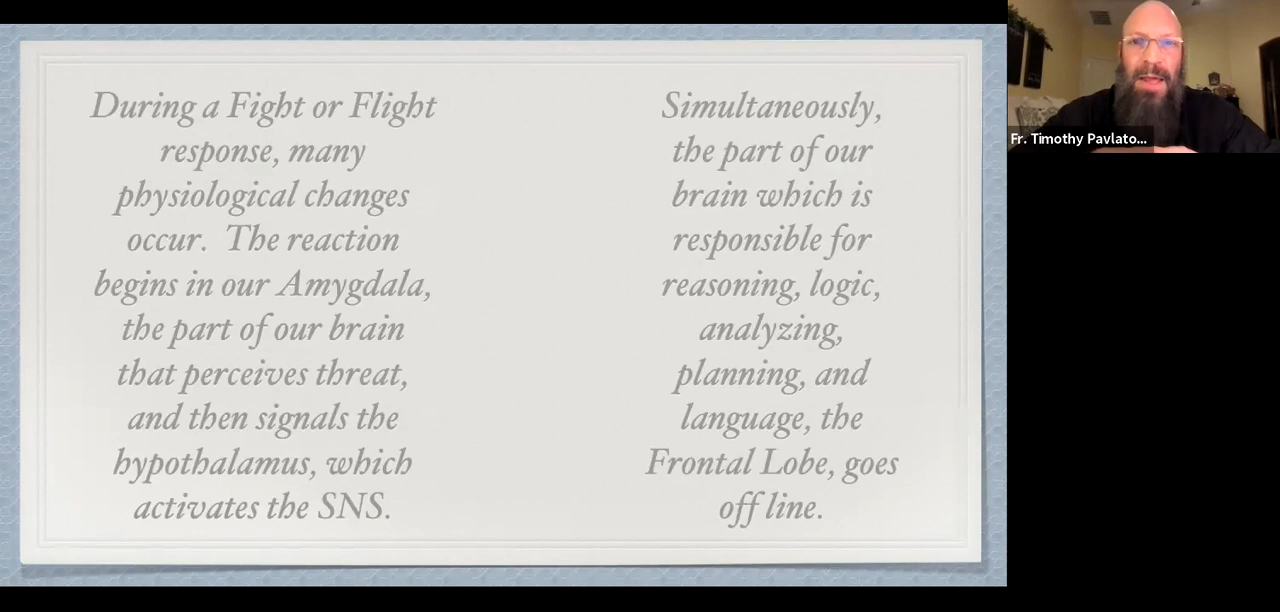 During a Fight or Flight
response, many
physiological changes
occur. The reaction
begins in our Amygdala,
the part of our brain
that perceives threat,
and then signals the
hypothalamus, which
activates the SNS.
Simultaneously,
the part of our
brain which is
responsible for
reasoning, logic,
analyzing,
planning, and
language, the
Frontal Lobe, goes
off line.
Fr. Timothy Pavlato...